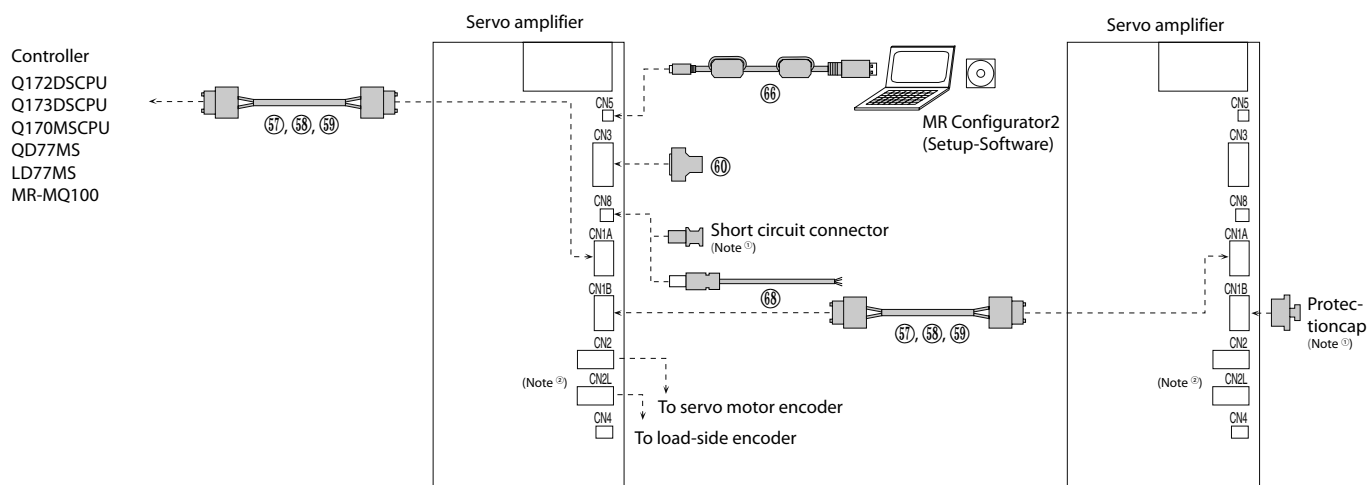 Servo amplifier
Servo amplifier
Controller
Q172DSCPU
Q173DSCPU
Q170MSCPU
QD77MS
LD77MS
MR-MQ100
57, 58, 59
66
MR Configurator2
(Setup-Software)
60
Short circuit connector
(Note ①)
68
57, 58, 59
CN5
CN3
CN8
CN1A
CN1B
CN2
(Note ②)
CN2L
CN4
To servo motor encoder
To load-side encoder
CN5
CN3
CN8
CN1A
CN1B
Protec-
tioncap
(Note ①)
CN2
(Note ②)
CN2L
CN4